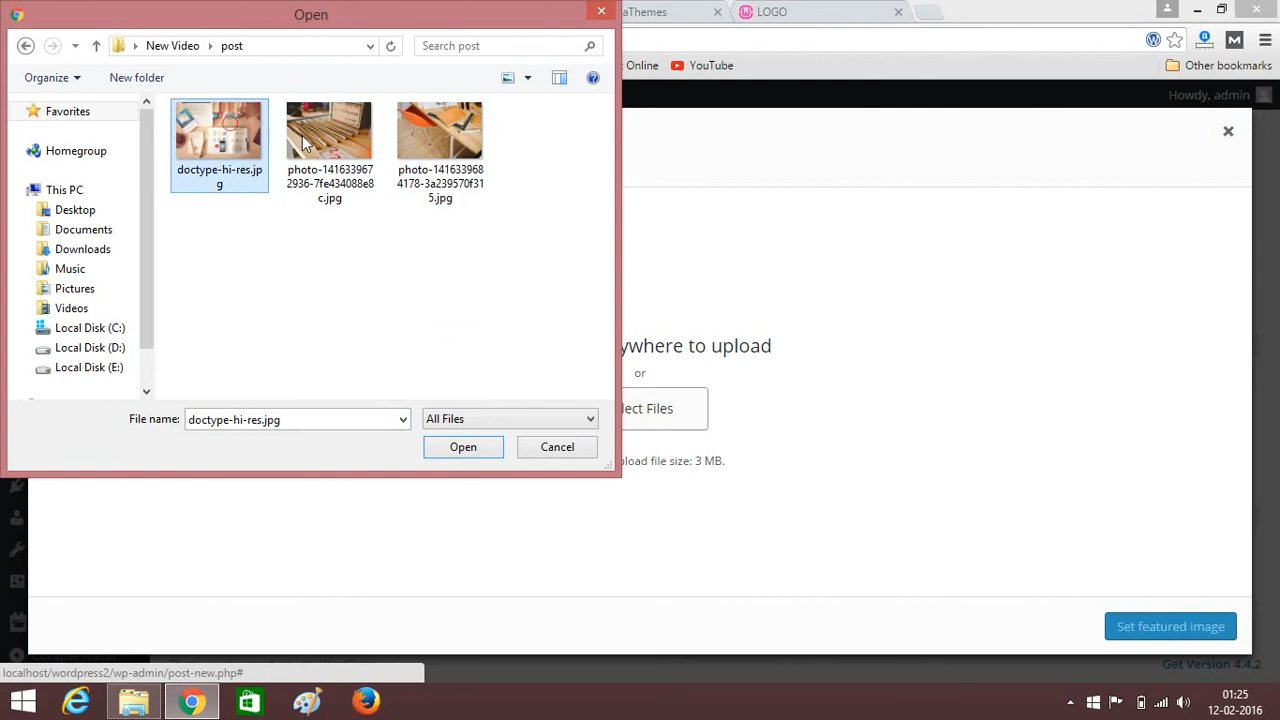 Open
aThemes
LOGO
New Video
post
Search post
k Online
YouTube
Other bookmarks
Organize
New folder
Howdy, admin
Favorites
Homegroup
This PC
Desktop
Documents
Downloads
Music
Pictures
Videos
Local Disk (C:)
Local Disk (D:)
Local Disk (E:)
doctype-hi-res.jp
g
photo-141633967
2936-7fe434088e8
c.jpg
photo-141633968
4178-3a239570f31
5.jpg
ywhere to upload
or
lect Files
pload file size: 3 MB.
File name:
doctype-hi-res.jpg
All Files
Open
Cancel
Set featured image
Collapse menu
Get Version 4.4.2
localhost/wordpress2/wp-admin/post-new.php#
01:25
12-02-2016